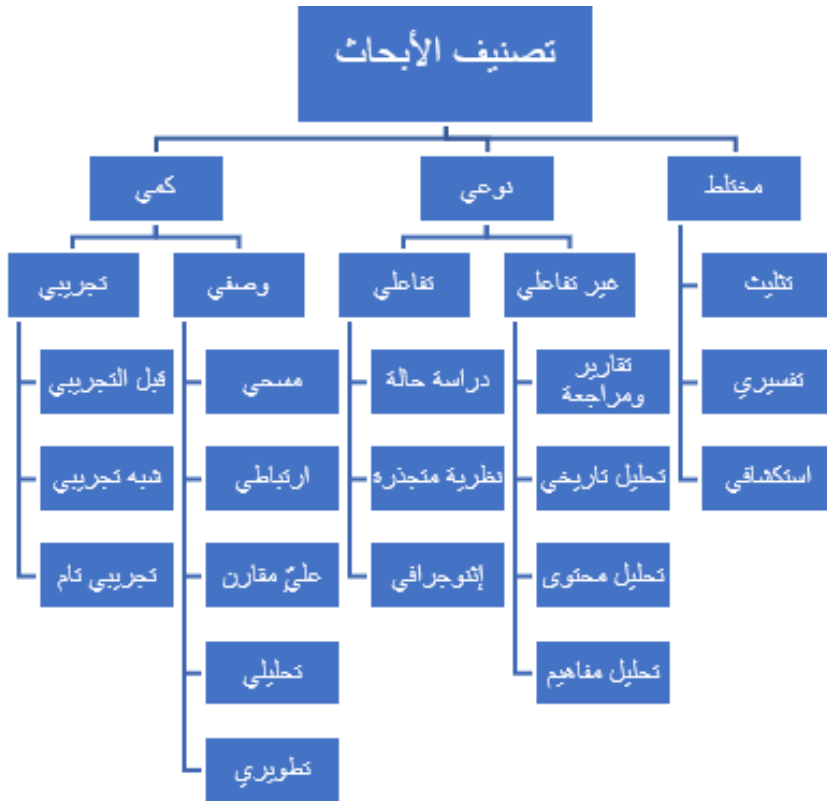 تصنيف الأبحاث
مختلط
نوعي
كمي
تثليث
تفسيري
استكشافي
غير تفاعلي
تقارير
ومراجعة
تحليل تاريخي
تحليل محتوى
تحليل مفاهيم
تفاعلي
دراسة حالة
نظرية متجذرة
إثنوجرافي
وصفي
مسحي
ارتباطي
عليّ مقارن
تحليلي
تطويري
تجريبي
قبل التجريبي
شبه تجريبي
تجريبي تام